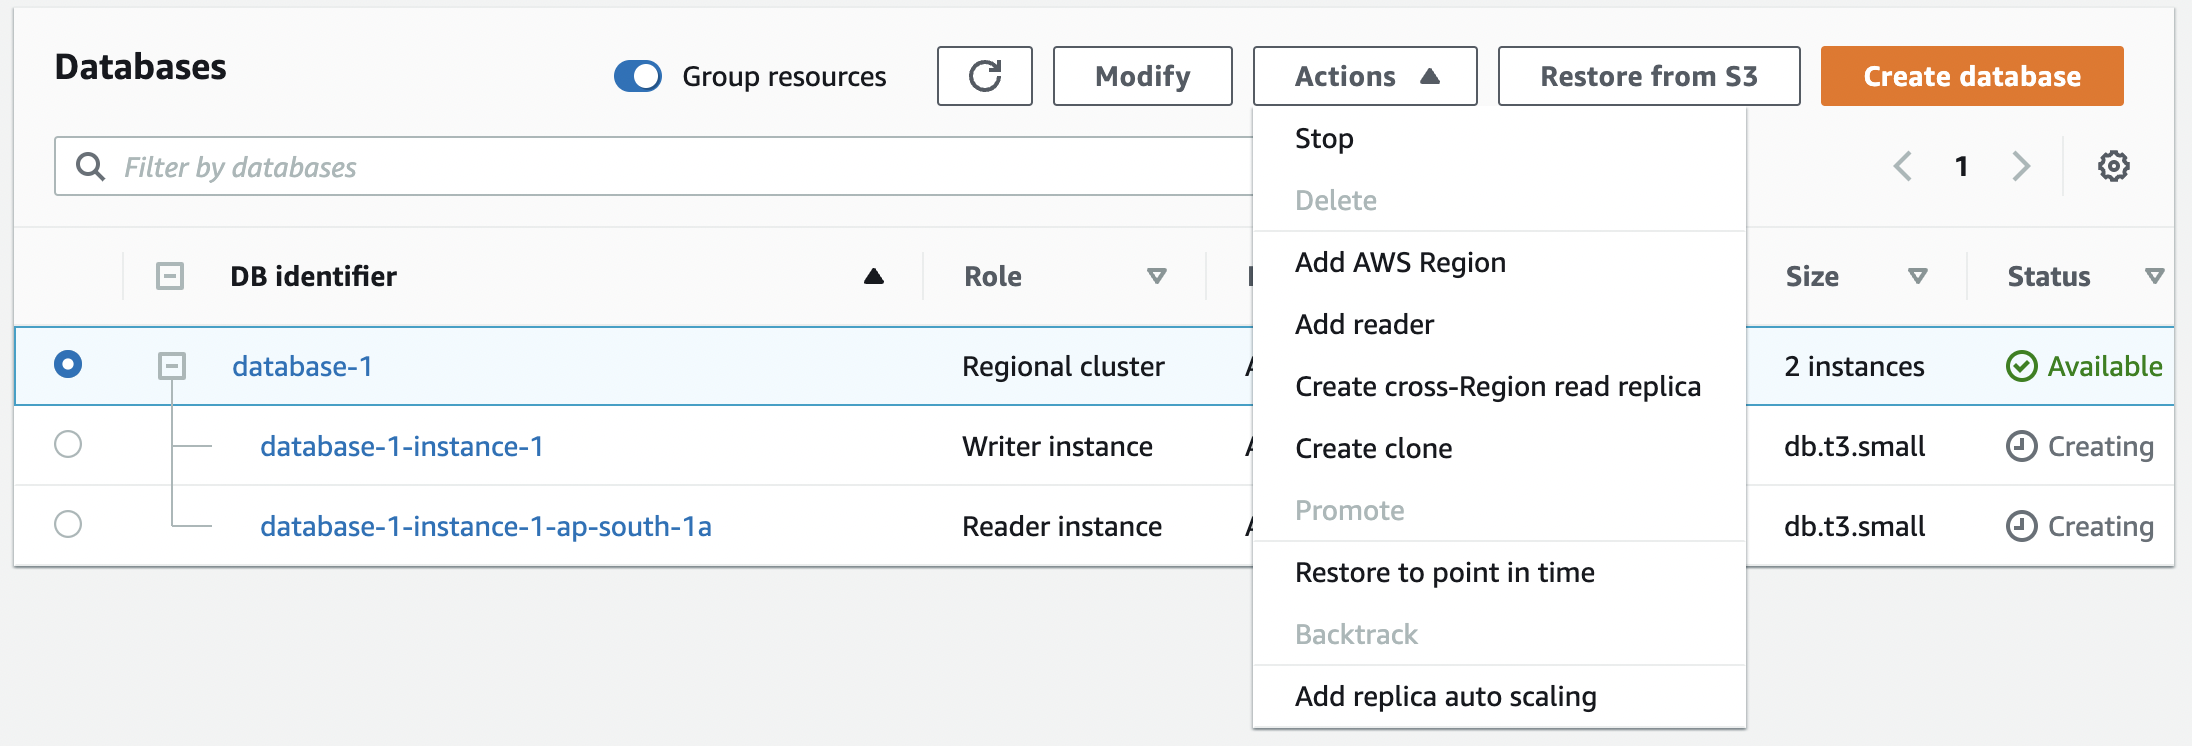 Databases
Group resources
Modify
Actions
Restore from S3
Create database
Filter by databases
1
Stop
Delete
Add AWS Region
Add reader
Create cross-Region read replica
Create clone
Promote
Restore to point in time
Backtrack
Add replica auto scaling
DB identifier Role Size Status
database-1 Regional cluster 2 instances Available
database-1-instance-1 Writer instance db.t3.small Creating
database-1-instance-1-ap-south-1a Reader instance db.t3.small Creating